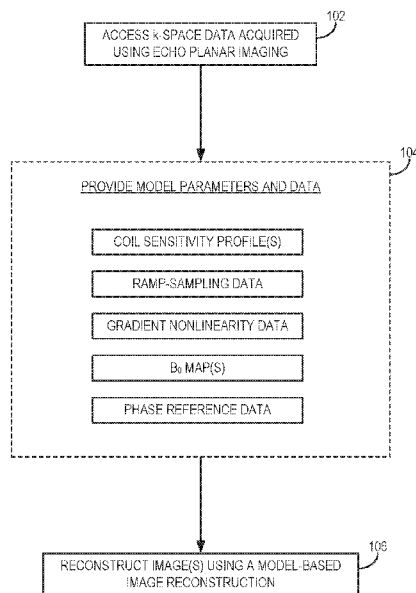 102
ACCESS k-SPACE DATA ACQUIRED
USING ECHO PLANAR IMAGING
104
PROVIDE MODEL PARAMETERS AND DATA
COIL SENSITIVITY PROFILE(S)
RAMP-SAMPLING DATA
GRADIENT NONLINEARITY DATA
B₀ MAP(S)
PHASE REFERENCE DATA
106
RECONSTRUCT IMAGE(S) USING A MODEL-BASED
IMAGE RECONSTRUCTION